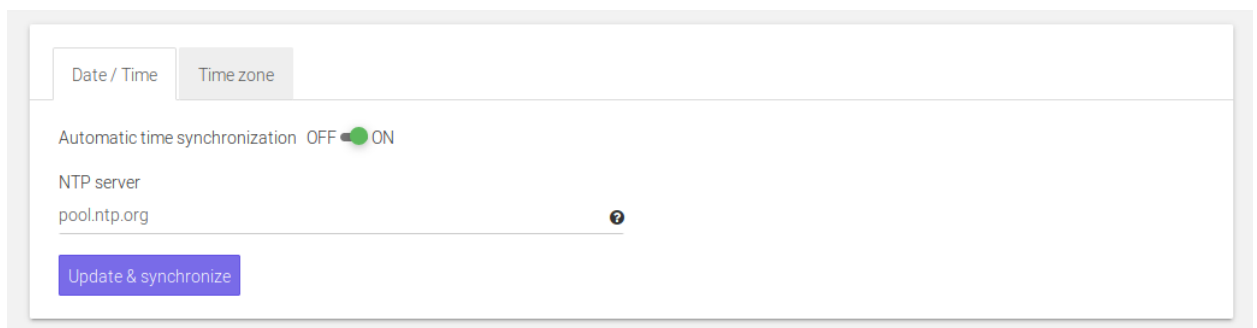 Date / Time Time zone
Automatic time synchronization OFF ON
NTP server
pool.ntp.org
Update & synchronize